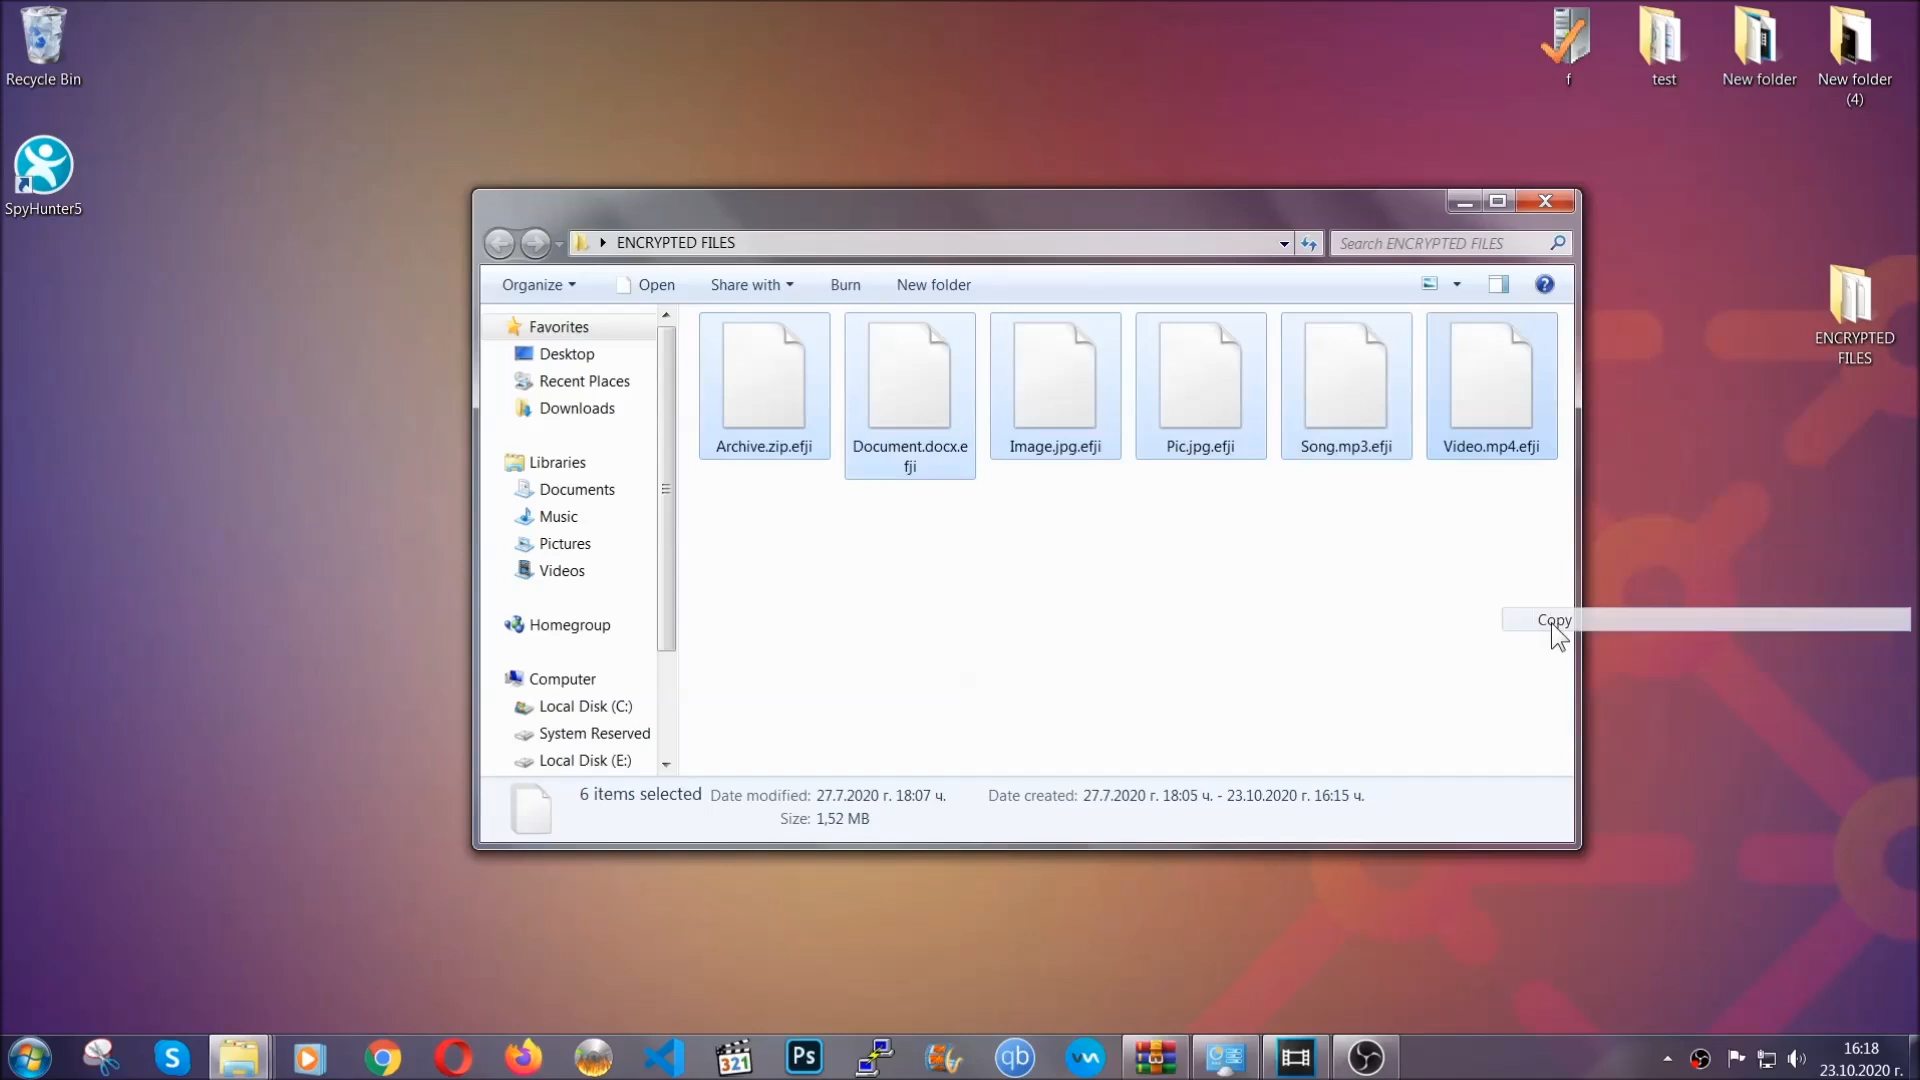 Recycle Bin
SpyHunter5
f
test
New folder
New folder
(4)
ENCRYPTED
FILES
ENCRYPTED FILES
Search ENCRYPTED FILES
Organize
Open
Share with
Burn
New folder
Favorites
Desktop
Recent Places
Downloads
Libraries
Documents
Music
Pictures
Videos
Homegroup
Computer
Local Disk (C:)
System Reserved
Local Disk (E:)
Archive.zip.efji
Document.docx.e
fji
Image.jpg.efji
Pic.jpg.efji
Song.mp3.efji
Video.mp4.efji
Copy
6 items selected Date modified: 27.7.2020 г. 18:07 ч. Date created: 27.7.2020 г. 18:05 ч. - 23.10.2020 г. 16:15 ч.
Size: 1,52 MB
S
321
Ps
qb
16:18
23.10.2020 г.